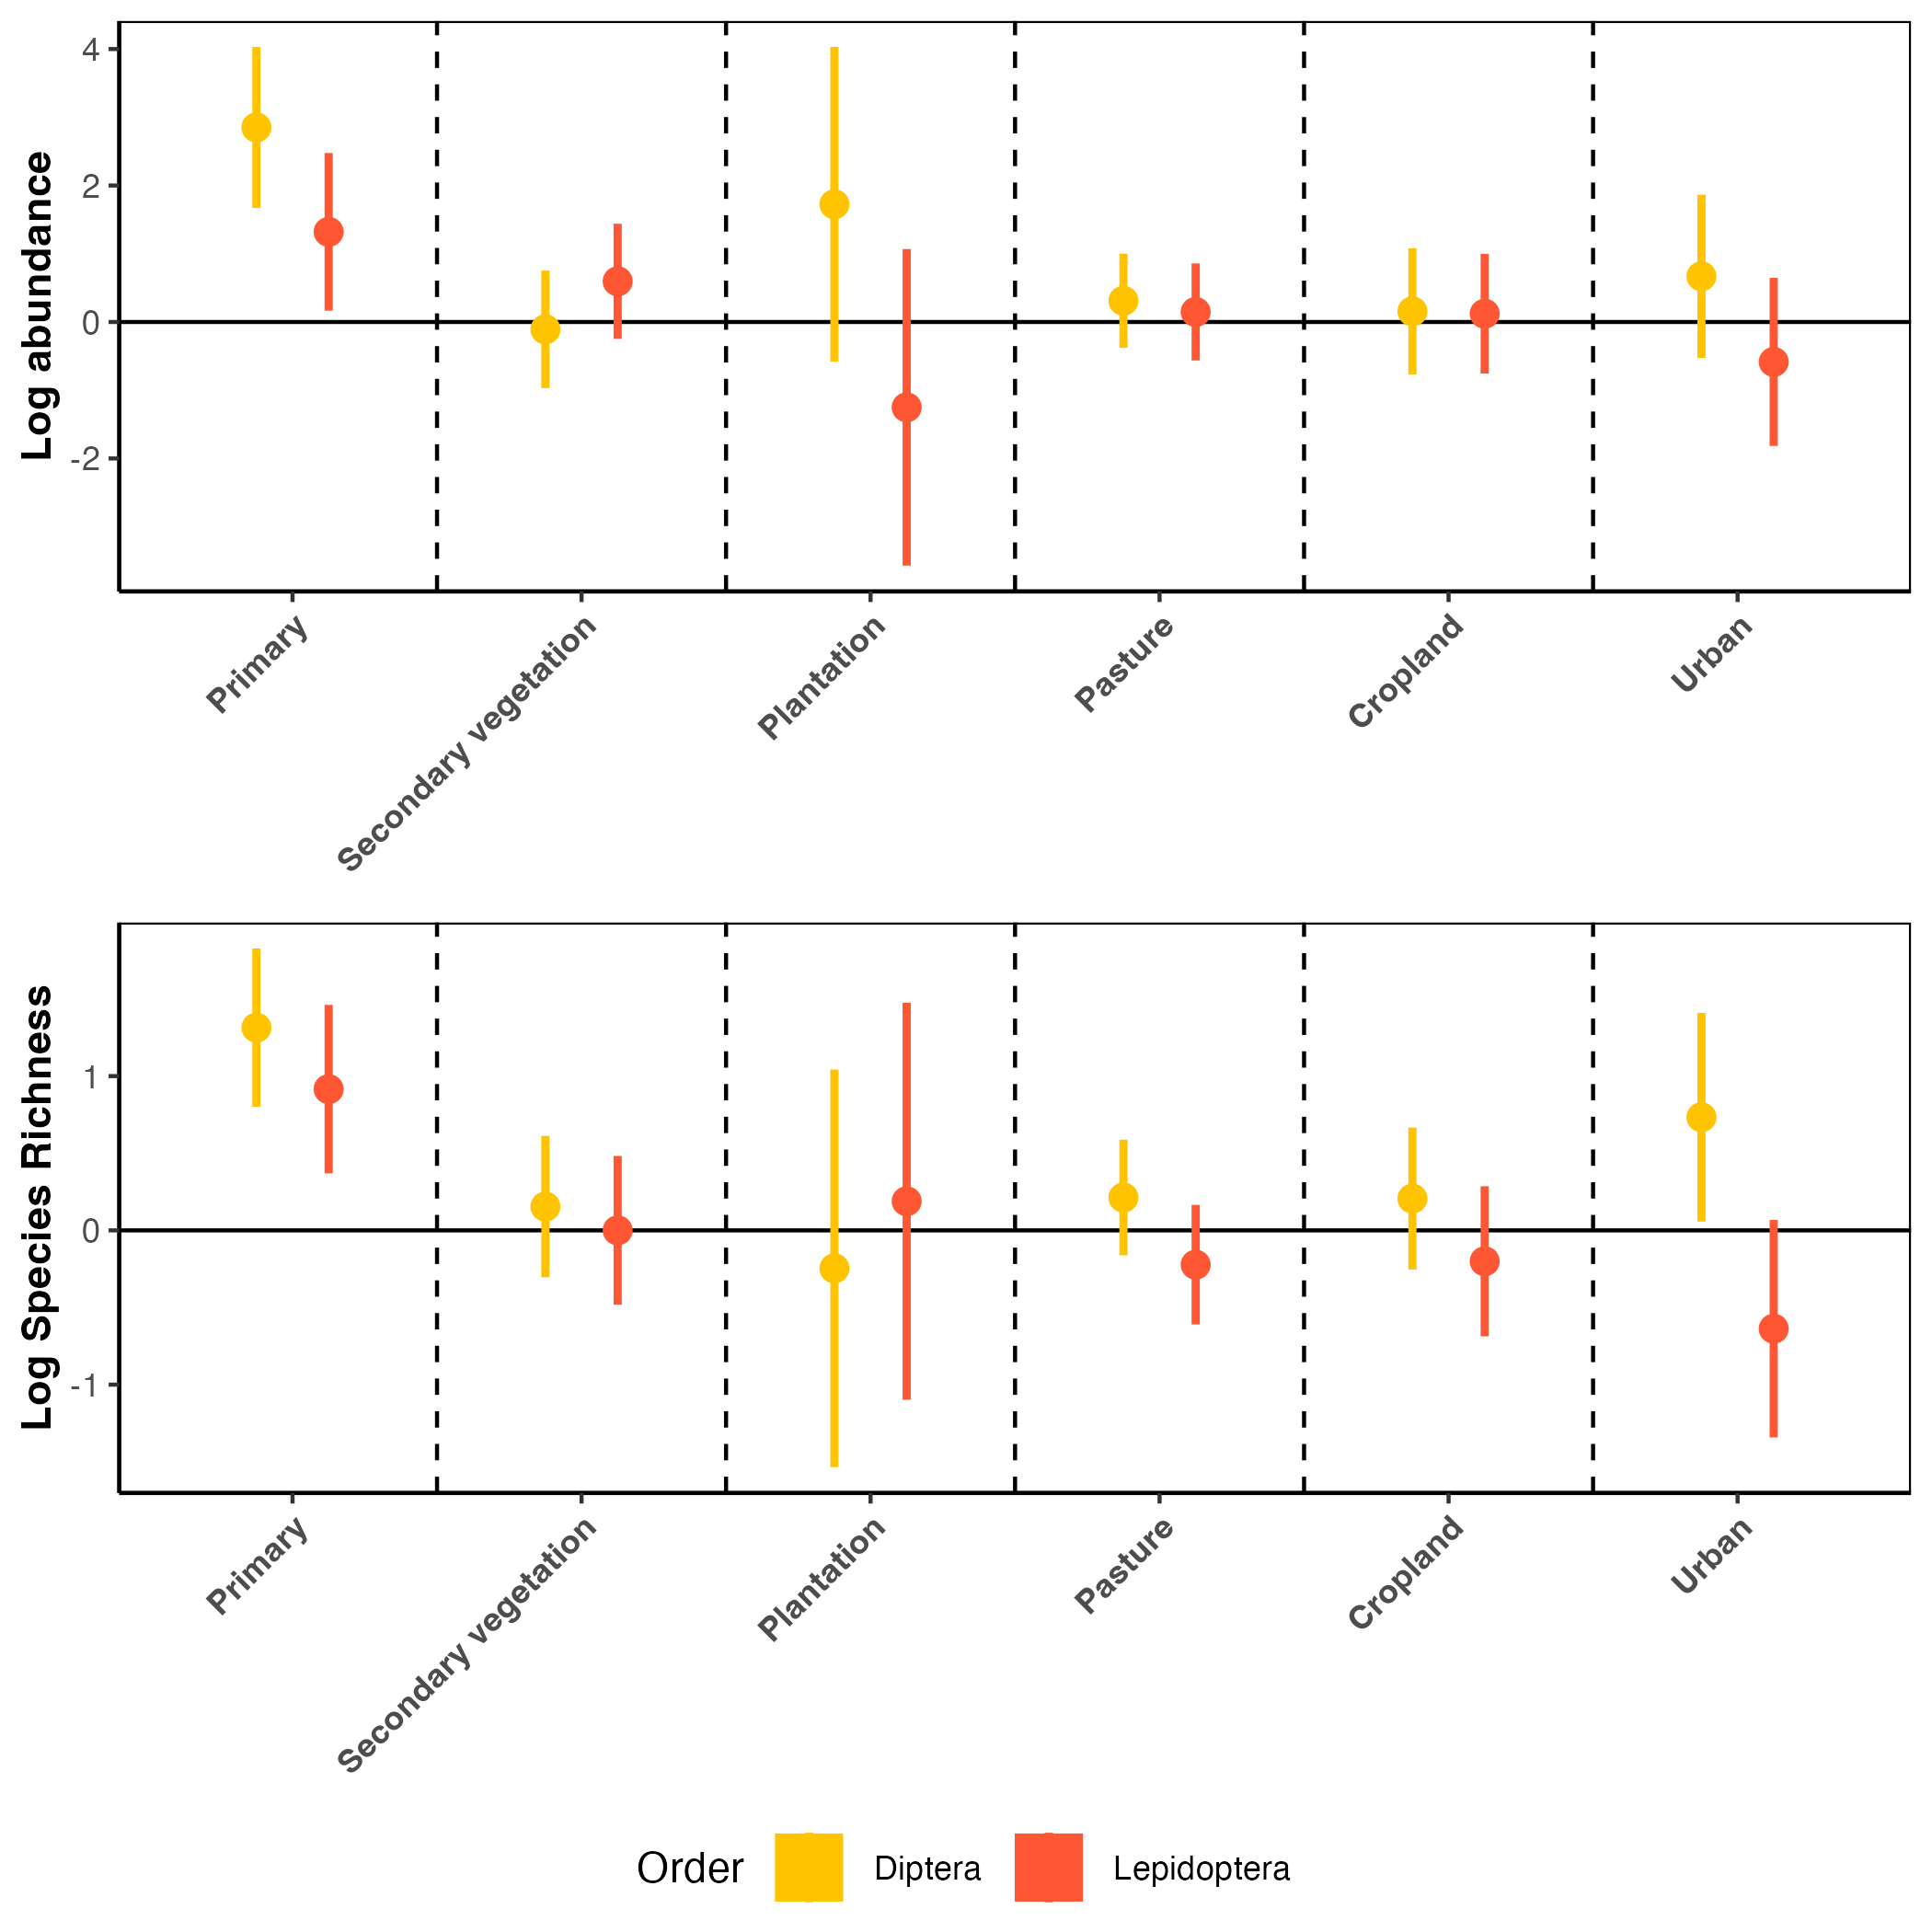 Log abundance
4
2
0
-2
Primary
Secondary vegetation
Plantation
Pasture
Cropland
Urban
Log Species Richness
1
0
-1
Primary
Secondary vegetation
Plantation
Pasture
Cropland
Urban
Order Diptera Lepidoptera